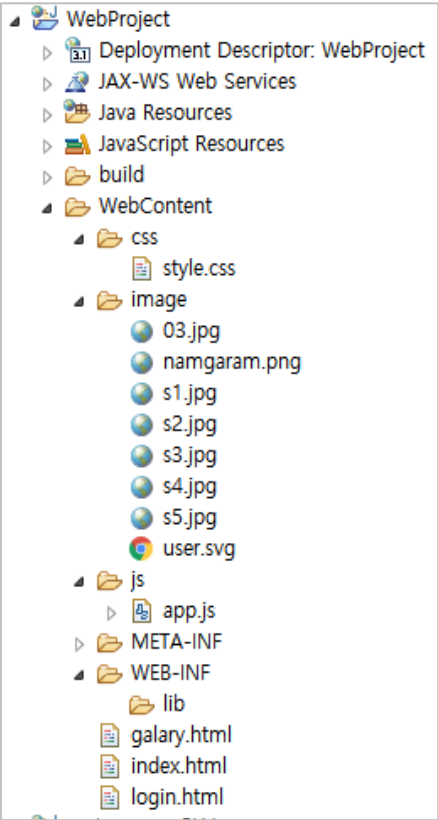 WebProject
3.1 Deployment Descriptor: WebProject
JAX-WS Web Services
Java Resources
JavaScript Resources
build
WebContent
css
style.css
image
03.jpg
namgaram.png
s1.jpg
s2.jpg
s3.jpg
s4.jpg
s5.jpg
user.svg
js
app.js
META-INF
WEB-INF
lib
galary.html
index.html
login.html